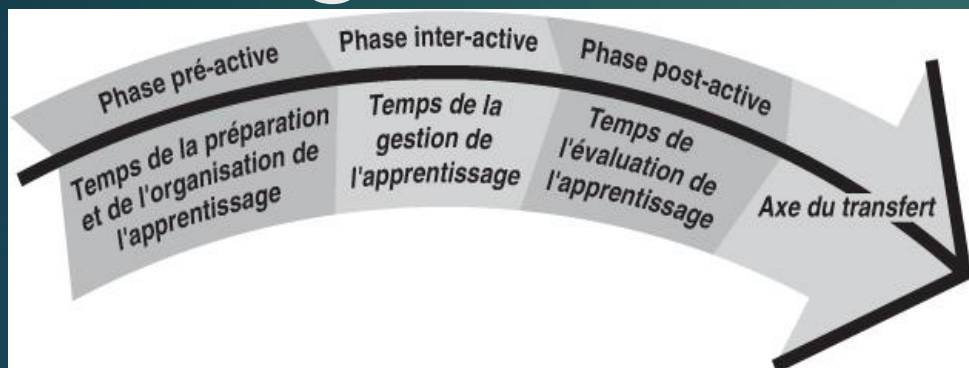 Phase pré-active
Phase inter-active
Phase post-active
Temps de la préparation
et de l'organisation de
l'apprentissage
Temps de la
gestion de
l'apprentissage
Temps de
l'évaluation de
l'apprentissage
Axe du transfert